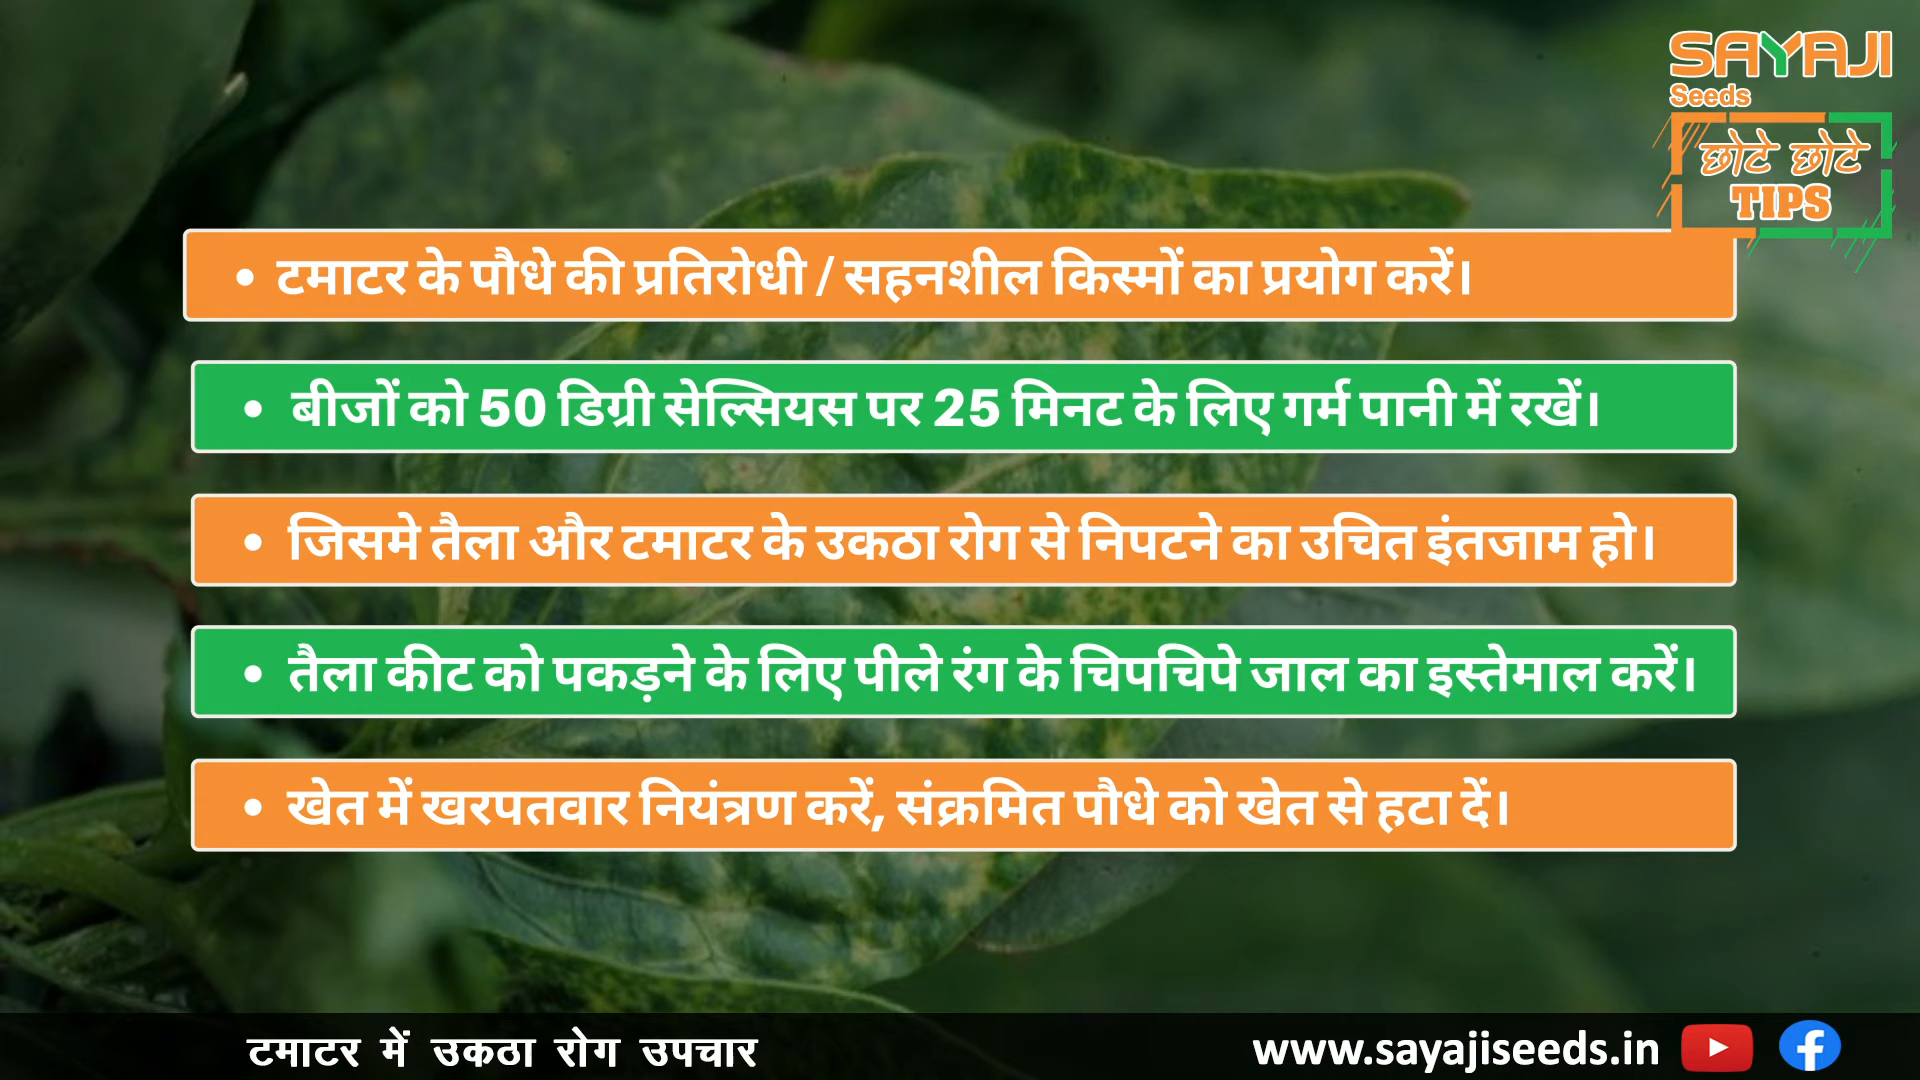 SAYAJI
Seeds
छोटे छोटे
TIPS
• टमाटर के पौधे की प्रतिरोधी / सहनशील किस्मों का प्रयोग करें।
• बीजों को 50 डिग्री सेल्सियस पर 25 मिनट के लिए गर्म पानी में रखें।
• जिसमे तैला और टमाटर के उकठा रोग से निपटने का उचित इंतजाम हो।
• तैला कीट को पकड़ने के लिए पीले रंग के चिपचिपे जाल का इस्तेमाल करें।
• खेत में खरपतवार नियंत्रण करें, संक्रमित पौधे को खेत से हटा दें।
टमाटर में उकठा रोग उपचार
www.sayajiseeds.in